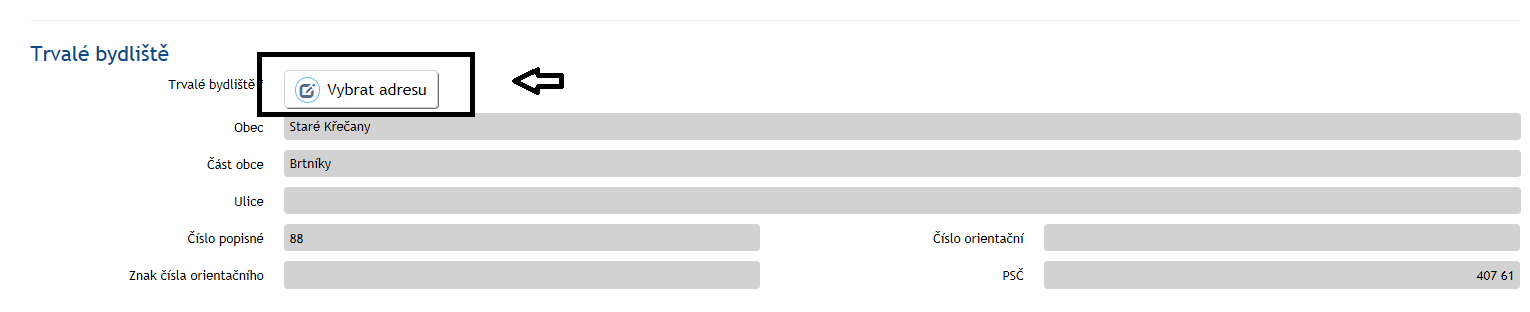 Trvalé bydliště
Trvalé bydliště * Vybrat adresu
Obec Staré Křečany
Část obce Brtníky
Ulice
Číslo popisné 88 Číslo orientační
Znak čísla orientačního PSČ 407 61